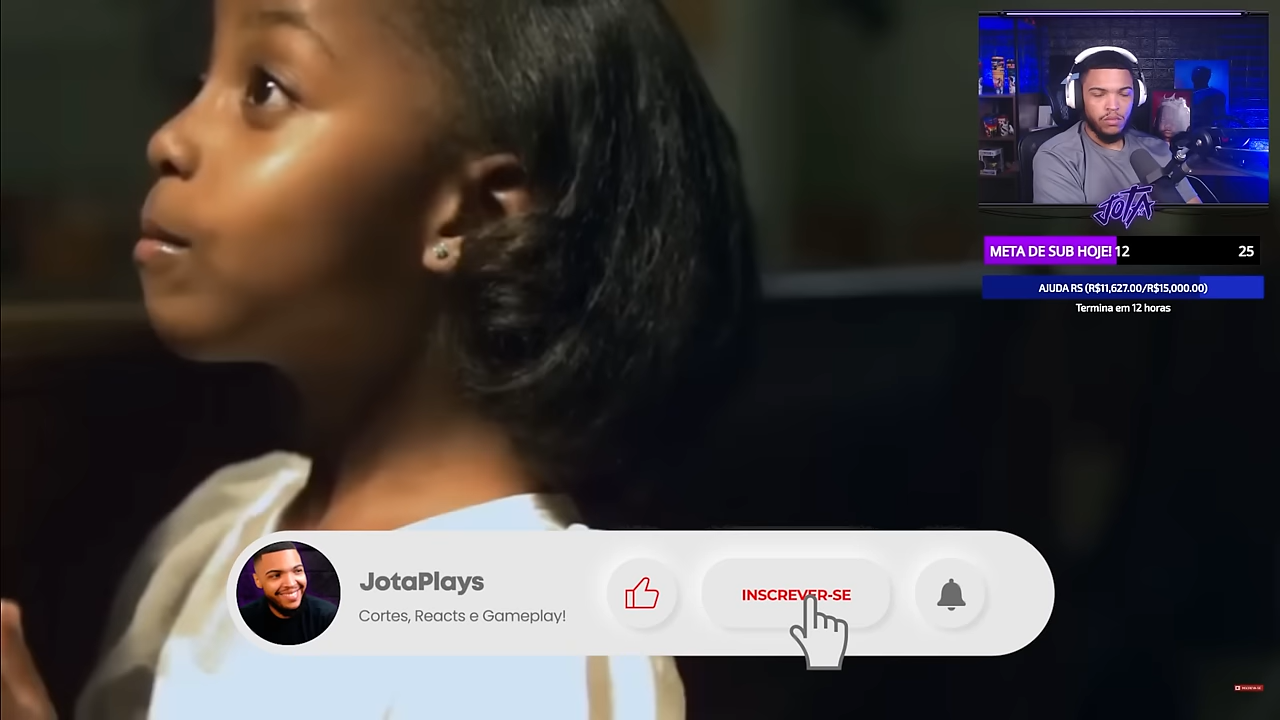 JOTA
META DE SUB HOJE! 12 25
AJUDA RS (R$11,627.00/R$15,000.00)
Termina em 12 horas
JotaPlays
Cortes, Reacts e Gameplay!
INSCREVER-SE